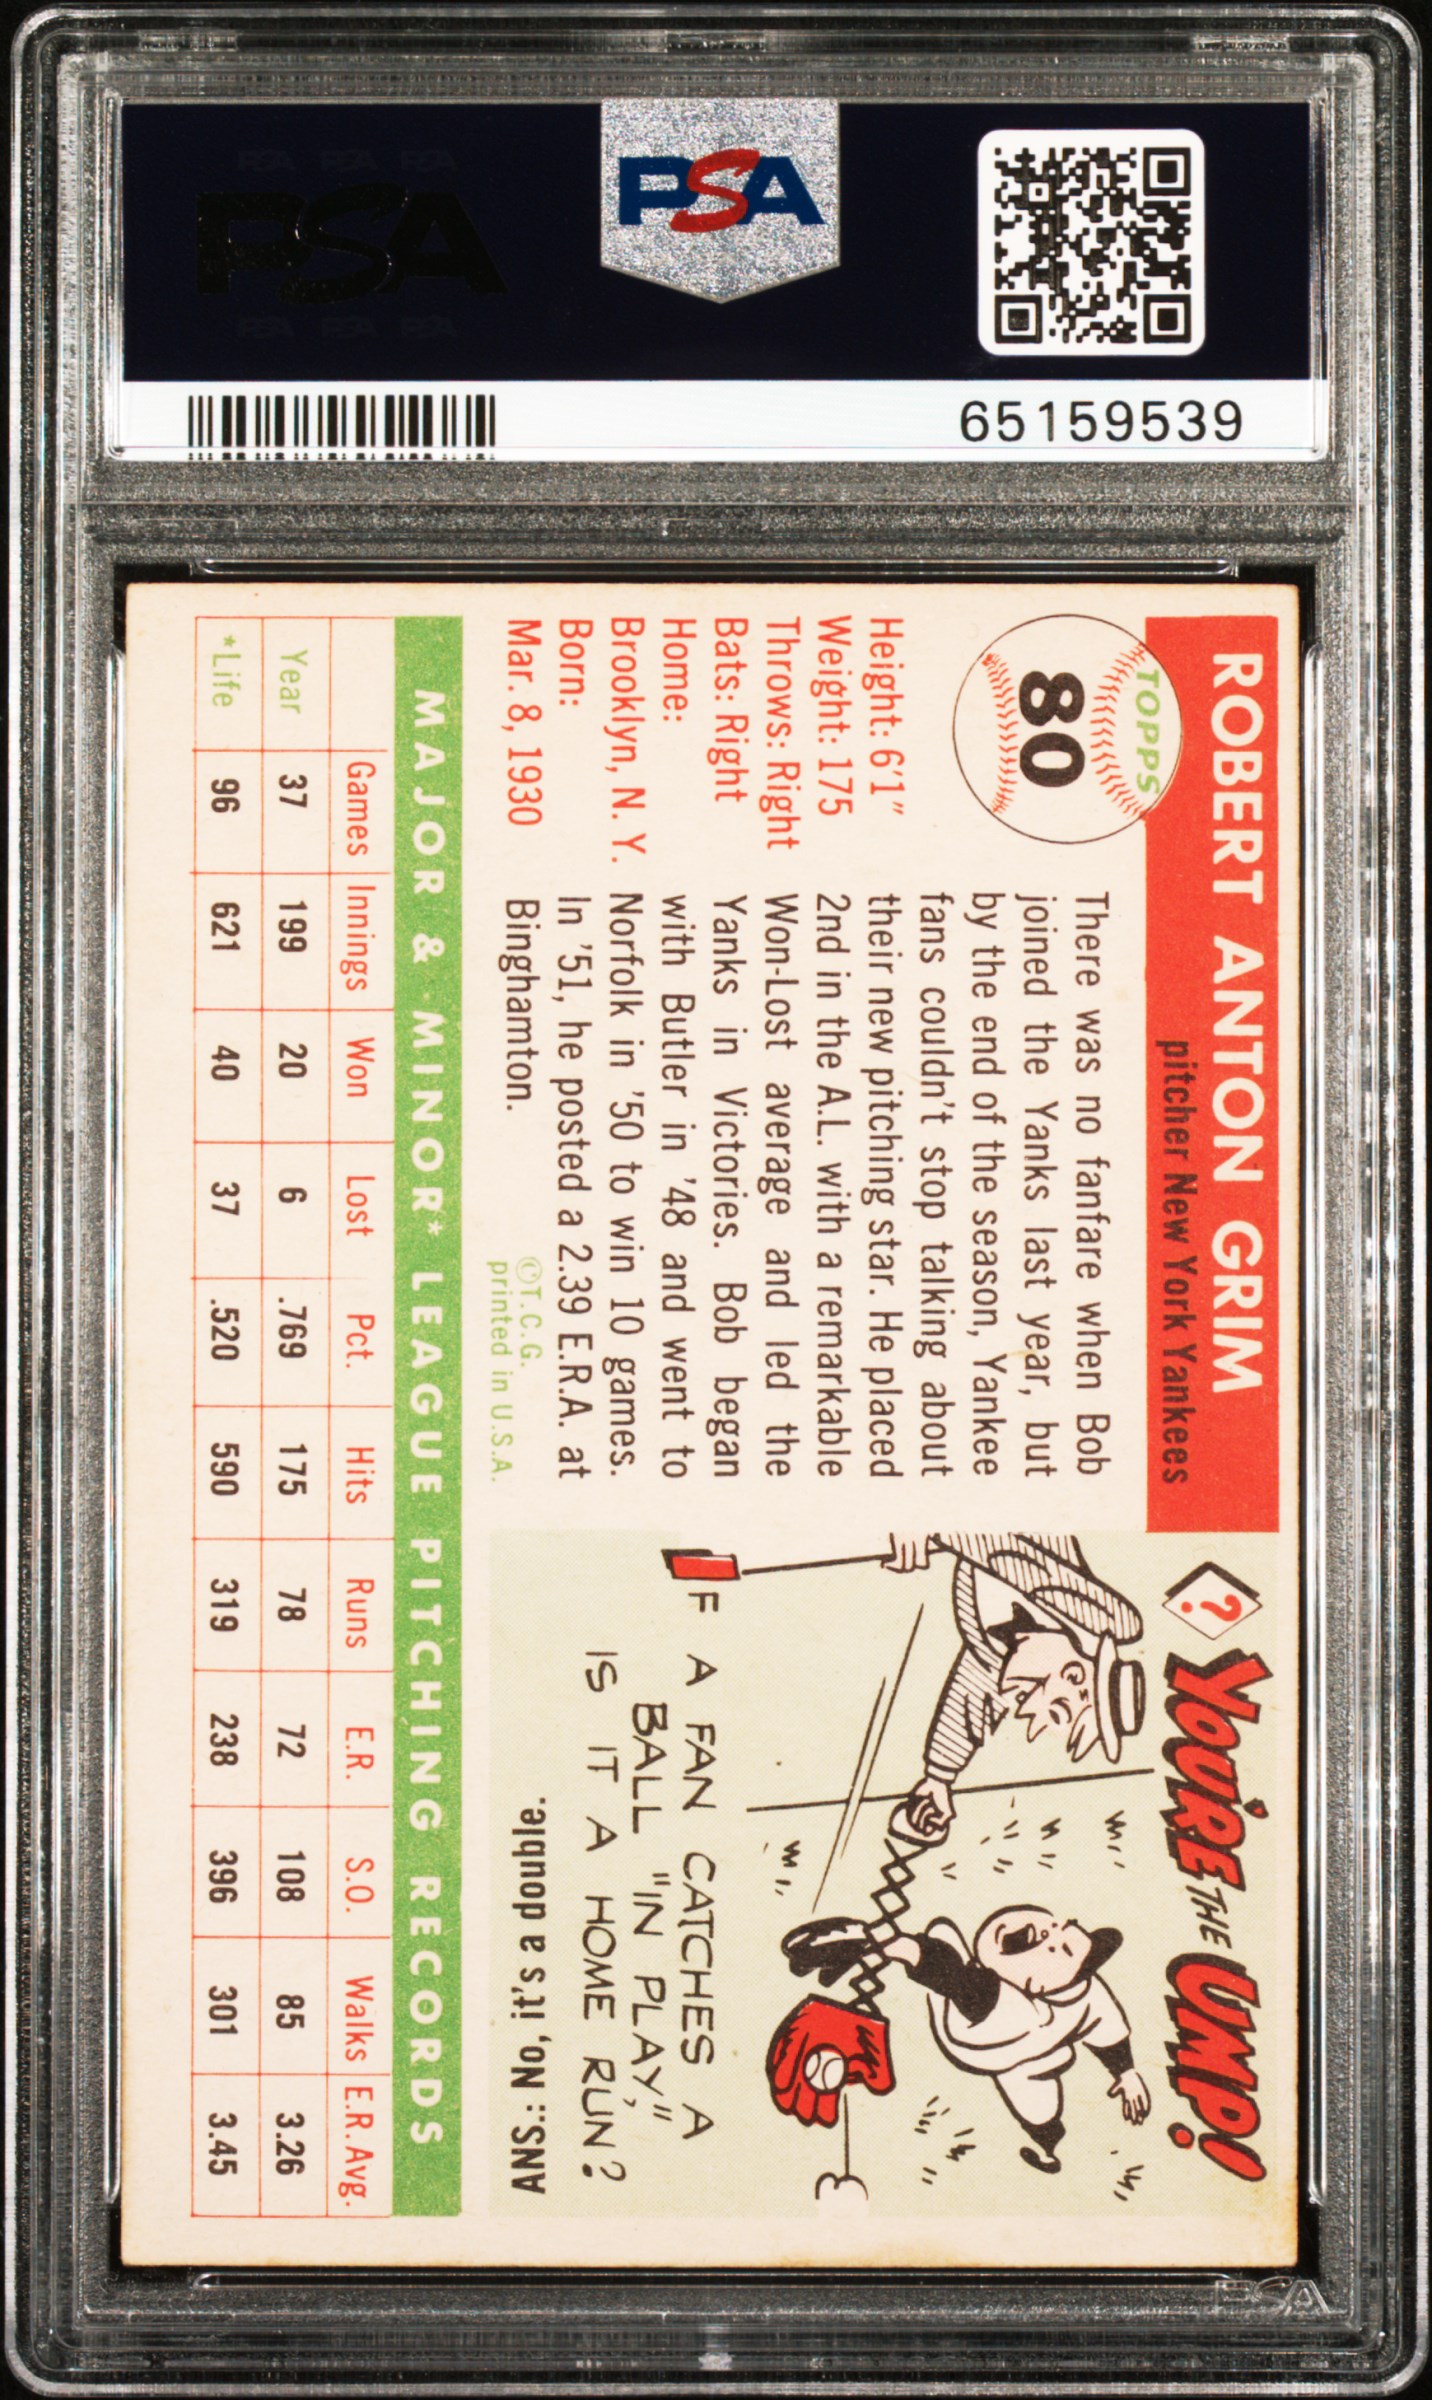 PSA PSA PSA
PSA
PSA PSA PSA
PSA
65159539
TOPPS
80
ROBERT ANTON GRIM
pitcher New York Yankees
Height: 6'1"
Weight: 175
Throws: Right
Bats: Right
Home:
Brooklyn, N. Y.
Born:
Mar. 8, 1930
There was no fanfare when Bob
joined the Yanks last year, but
by the end of the season, Yankee
fans couldn't stop talking about
their new pitching star. He placed
2nd in the A.L. with a remarkable
Won-Lost average and led the
Yanks in Victories. Bob began
with Butler in '48 and went to
Norfolk in '50 to win 10 games.
In '51, he posted a 2.39 E.R.A. at
Binghamton.
©T.C.G.
printed in U.S.A.
? YOU'RE THE UMP!
IF A FAN CATCHES A
BALL "IN PLAY,"
IS IT A HOME RUN?
ANS.: No, it's a double.
MAJOR & MINOR* LEAGUE PITCHING RECORDS
Games Innings Won Lost Pct. Hits Runs E.R. S.O. Walks E.R. Avg.
Year 37 199 20 6 .769 175 78 72 108 85 3.26
*Life 96 621 40 37 .520 590 319 238 396 301 3.45
PSA